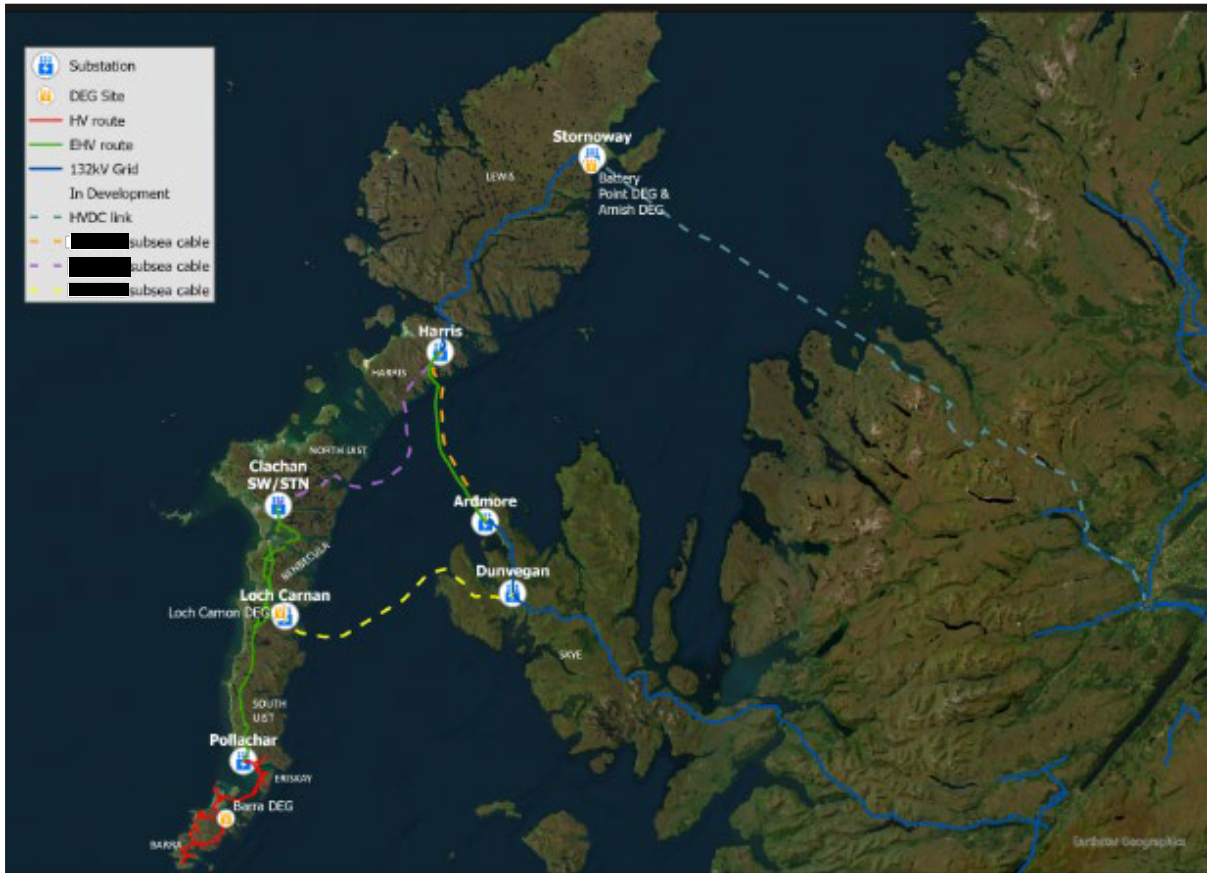 Substation
DEG Site
HV route
EHV route
132kV Grid
In Development
HVDC link
subsea cable
subsea cable
subsea cable
Stornoway
LEWIS
Battery
Point DEG &
Arnish DEG
Harris
HARRIS
NORTH UIST
Clachan
SW/STN
Ardmore
BENBECULA
Dunvegan
Loch Carnan
Loch Carnon DEG
SKYE
SOUTH
UIST
Pollachar
ERISKAY
Barra DEG
BARRA
Earthstar Geographics